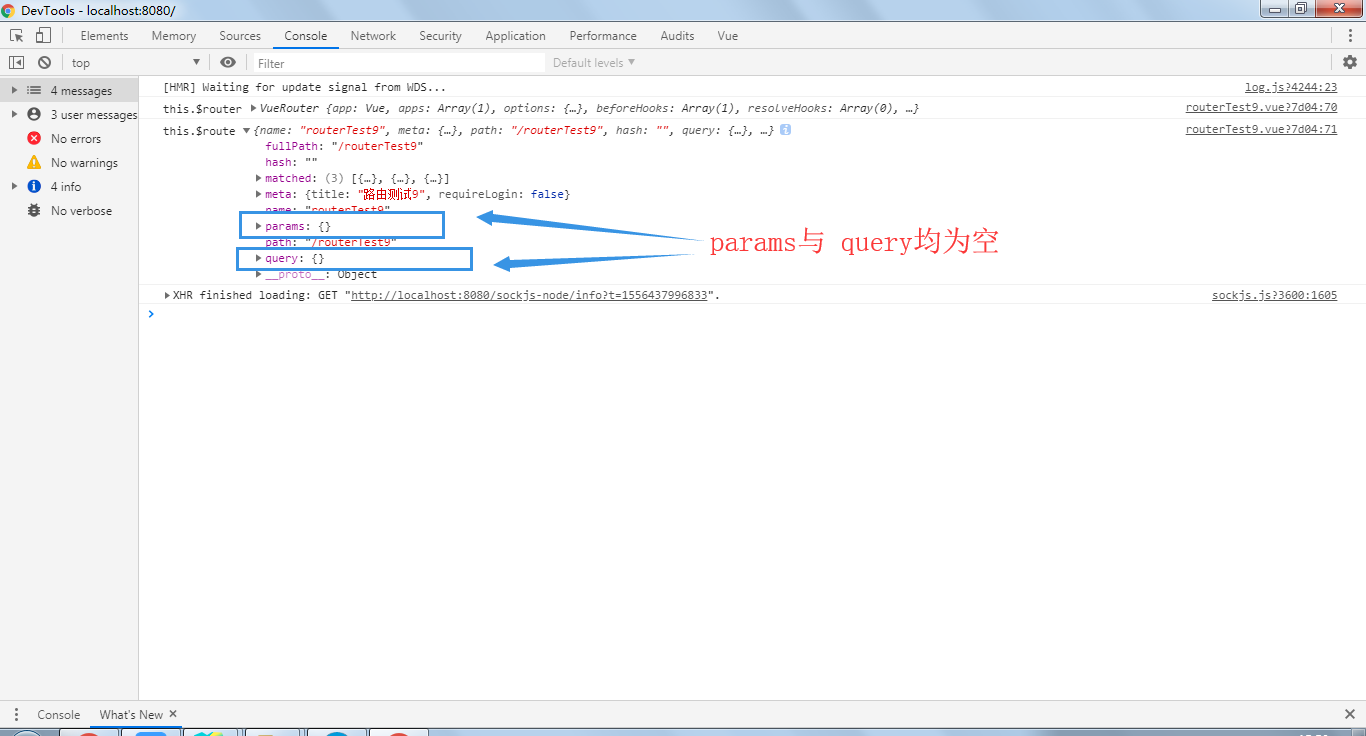 DevTools - localhost:8080/
Elements Memory Sources Console Network Security Application Performance Audits Vue
top Filter Default levels
4 messages
3 user messages
No errors
No warnings
4 info
No verbose
[HMR] Waiting for update signal from WDS... log.js?4244:23
this.$router VueRouter {app: Vue, apps: Array(1), options: {…}, beforeHooks: Array(1), resolveHooks: Array(0), …} routerTest9.vue?7d04:70
this.$route {name: "routerTest9", meta: {…}, path: "/routerTest9", hash: "", query: {…}, …} routerTest9.vue?7d04:71
fullPath: "/routerTest9"
hash: ""
matched: (3) [{…}, {…}, {…}]
meta: {title: "路由测试9", requireLogin: false}
name: "routerTest9"
params: {}
path: "/routerTest9"
query: {}
__proto__: Object
params与 query均为空
XHR finished loading: GET "http://localhost:8080/sockjs-node/info?t=1556437996833". sockjs.js?3600:1605
Console What's New